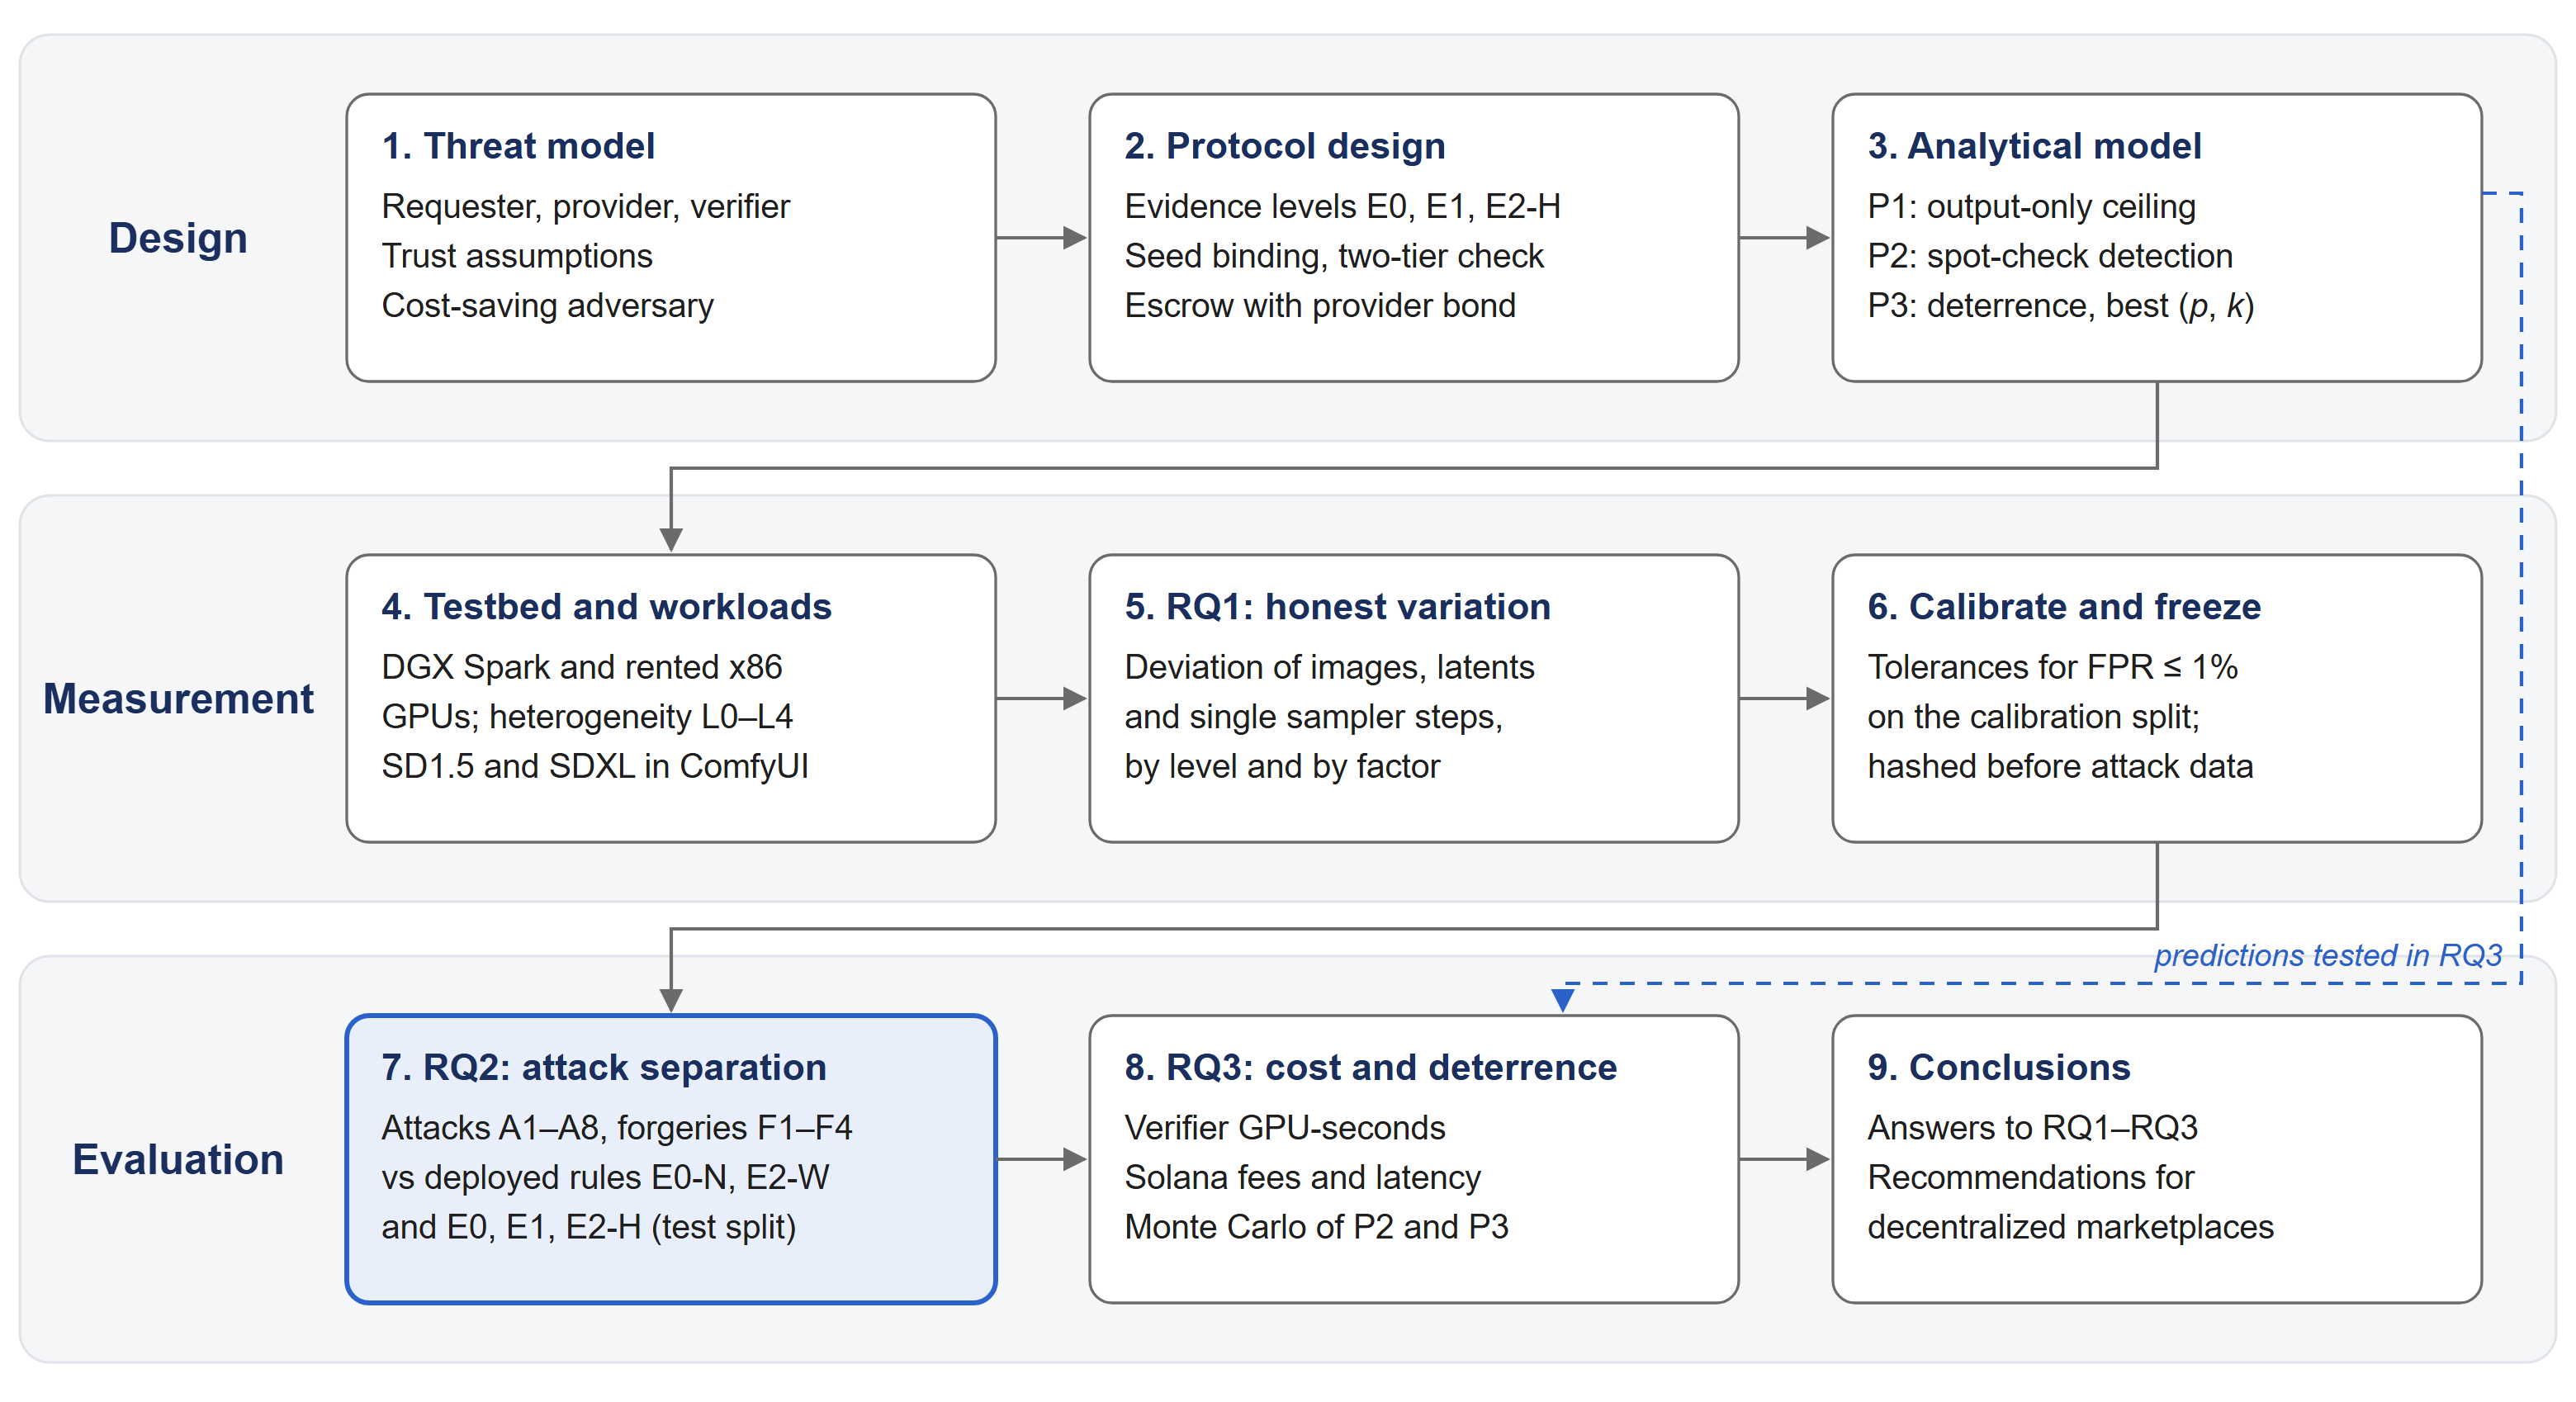 Design
1. Threat model
Requester, provider, verifier
Trust assumptions
Cost-saving adversary
2. Protocol design
Evidence levels E0, E1, E2-H
Seed binding, two-tier check
Escrow with provider bond
3. Analytical model
P1: output-only ceiling
P2: spot-check detection
P3: deterrence, best (p, k)
Measurement
4. Testbed and workloads
DGX Spark and rented x86
GPUs; heterogeneity L0–L4
SD1.5 and SDXL in ComfyUI
5. RQ1: honest variation
Deviation of images, latents
and single sampler steps,
by level and by factor
6. Calibrate and freeze
Tolerances for FPR ≤ 1%
on the calibration split;
hashed before attack data
predictions tested in RQ3
Evaluation
7. RQ2: attack separation
Attacks A1–A8, forgeries F1–F4
vs deployed rules E0-N, E2-W
and E0, E1, E2-H (test split)
8. RQ3: cost and deterrence
Verifier GPU-seconds
Solana fees and latency
Monte Carlo of P2 and P3
9. Conclusions
Answers to RQ1–RQ3
Recommendations for
decentralized marketplaces